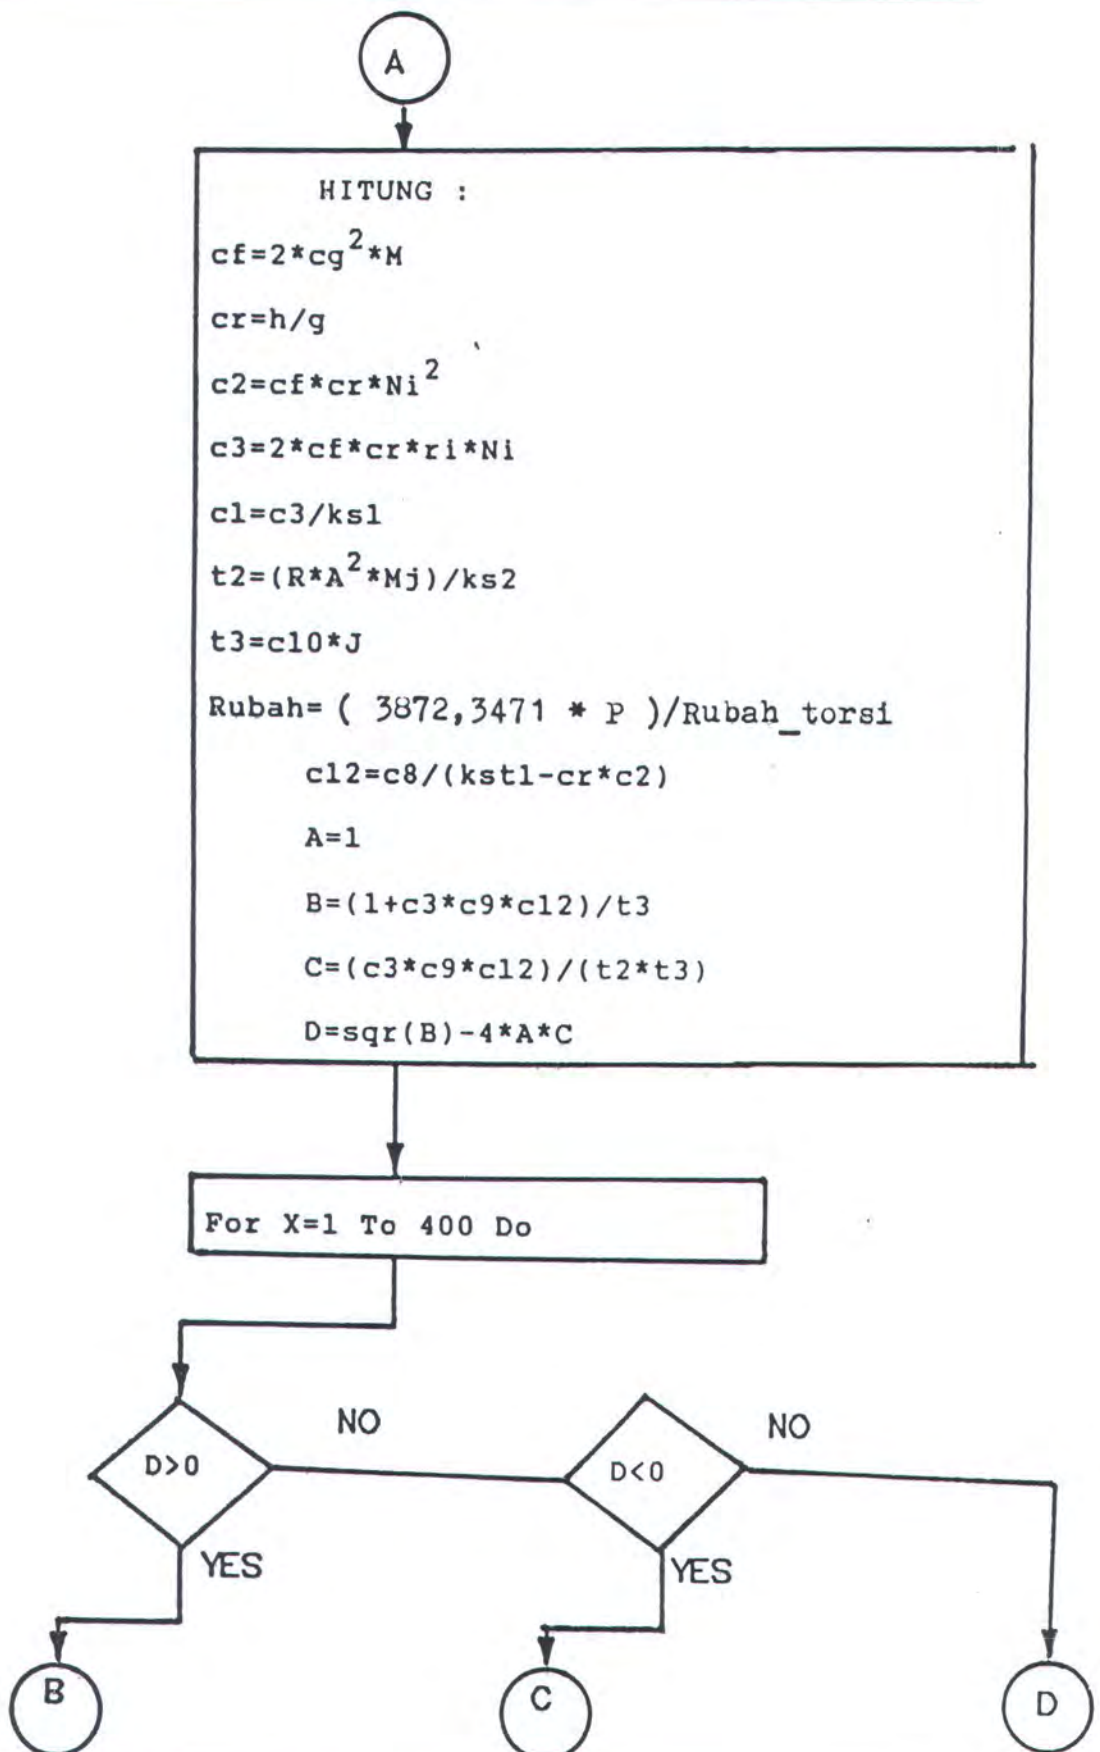 A
HITUNG :
cf=2*cg²*M
cr=h/g
c2=cf*cr*Ni²
c3=2*cf*cr*ri*Ni
c1=c3/ks1
t2=(R*A²*Mj)/ks2
t3=c10*J
Rubah= ( 3872,3471 * P )/Rubah_torsi
c12=c8/(kst1-cr*c2)
A=1
B=(1+c3*c9*c12)/t3
C=(c3*c9*c12)/(t2*t3)
D=sqr(B)-4*A*C
For X=1 To 400 Do
D>0
NO
D<0
NO
YES
YES
B
C
D